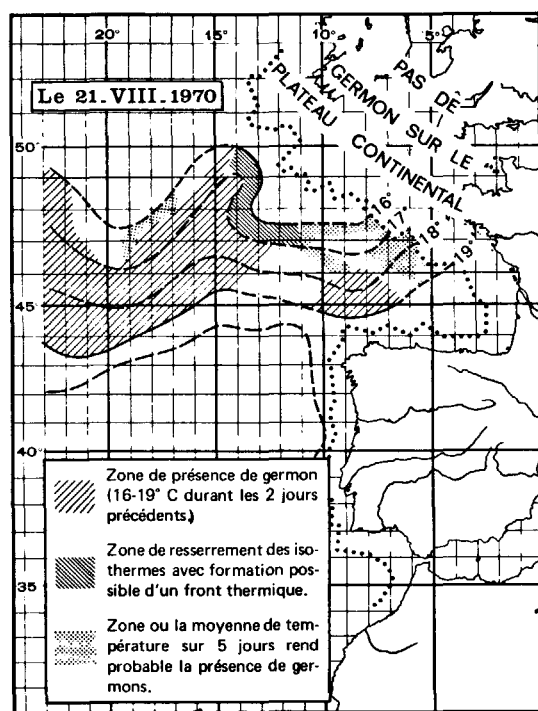 20°
15°
10°
5°
Le 21.VIII.1970
PAS DE
GERMON SUR LE
PLATEAU CONTINENTAL
50°
16°
17°
18°
19°
45°
40°
35
Zone de présence de germon
(16-19° C durant les 2 jours
précédents.)
Zone de resserrement des iso-
thermes avec formation pos-
sible d'un front thermique.
Zone ou la moyenne de tem-
pérature sur 5 jours rend
probable la présence de ger-
mons.